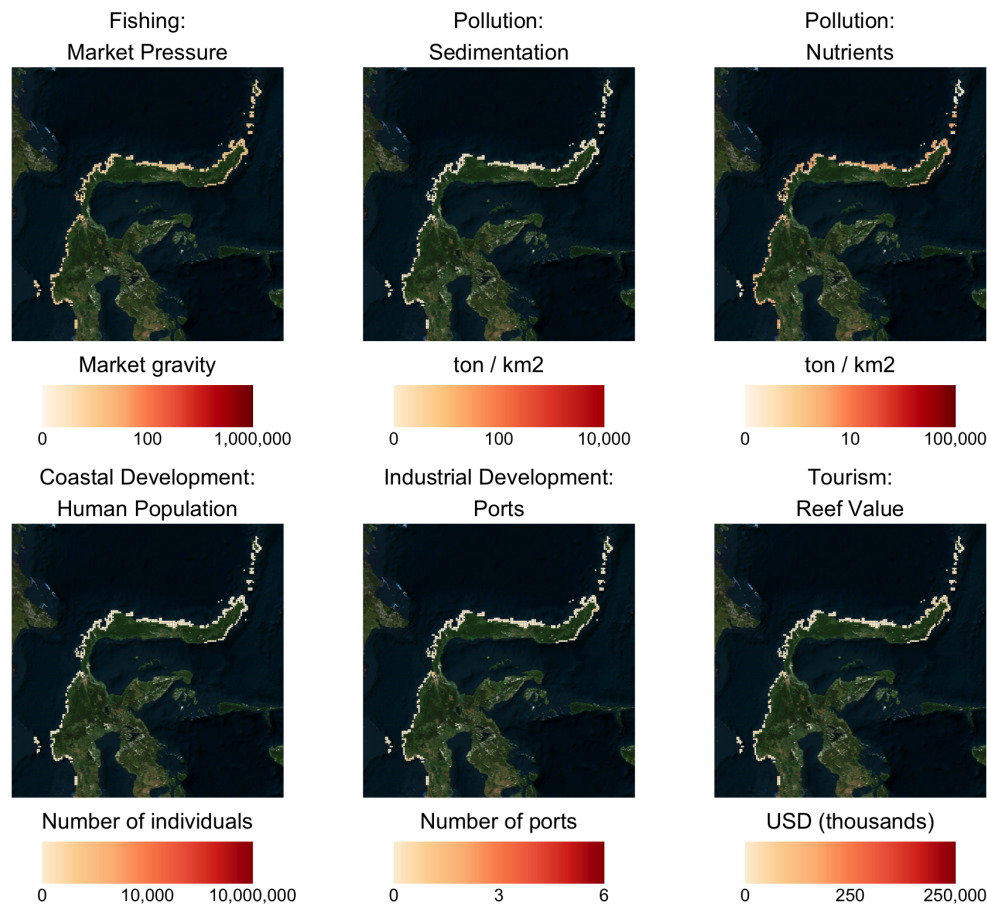 Fishing:
Market Pressure
Pollution:
Sedimentation
Pollution:
Nutrients
Market gravity
0 100 1,000,000
ton / km2
0 100 10,000
ton / km2
0 10 100,000
Coastal Development:
Human Population
Industrial Development:
Ports
Tourism:
Reef Value
Number of individuals
0 10,000 10,000,000
Number of ports
0 3 6
USD (thousands)
0 250 250,000